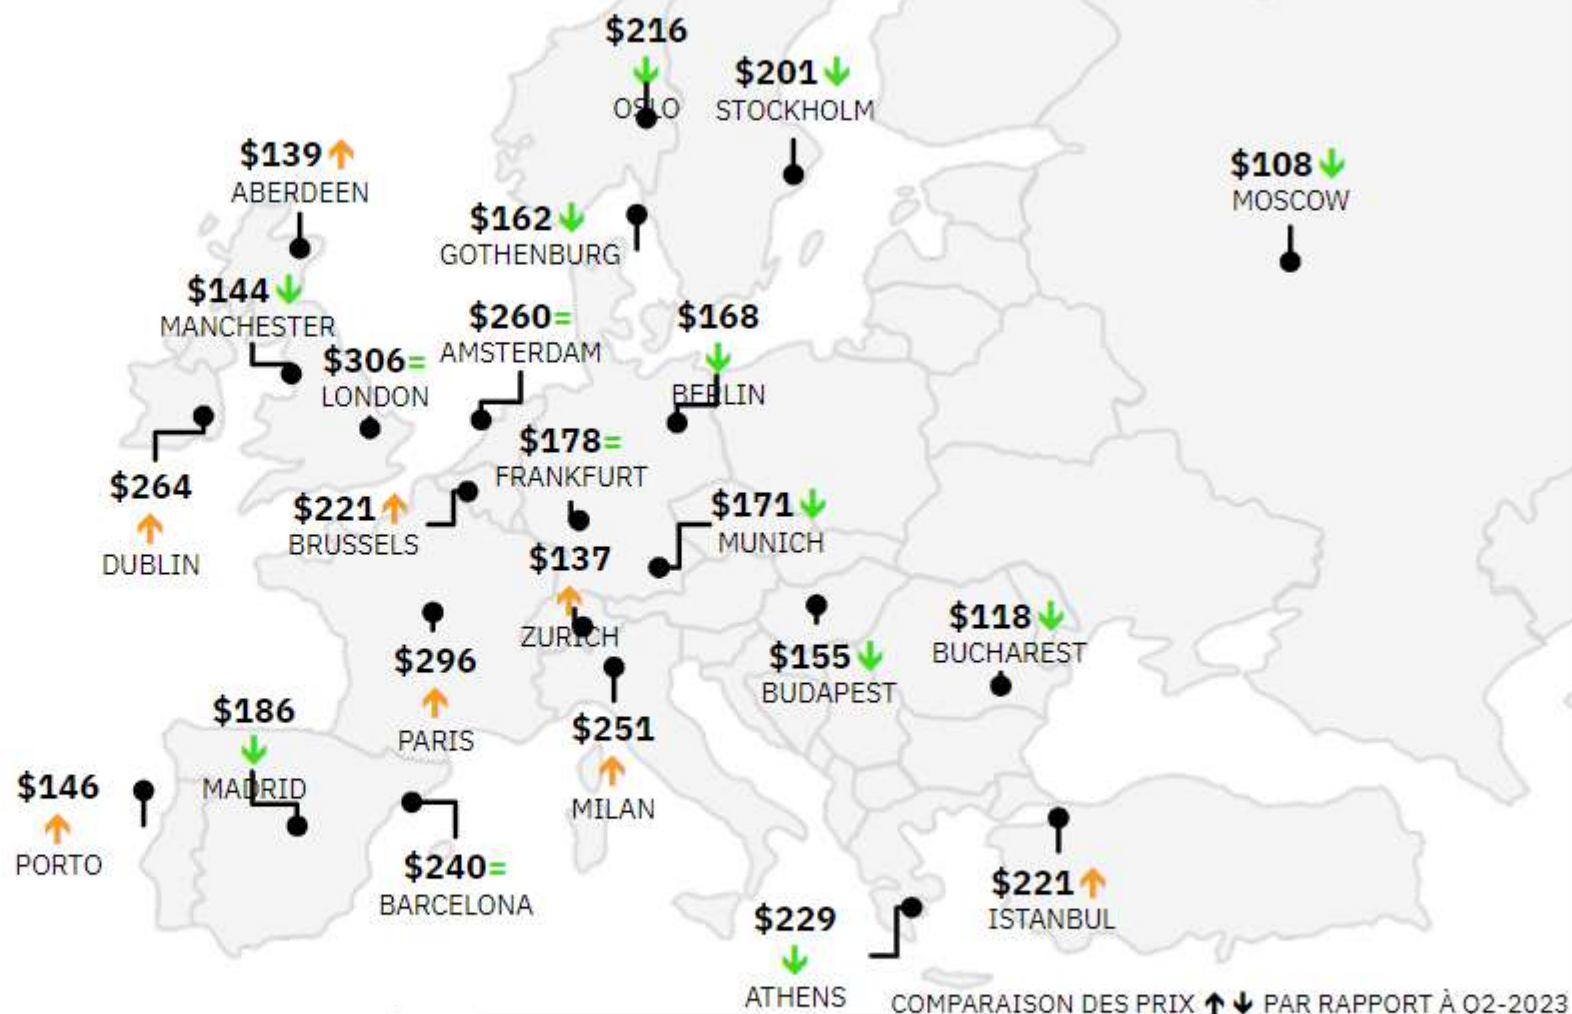 $216
↓
OSLO
$201 ↓
STOCKHOLM
$139 ↑
ABERDEEN
$108 ↓
MOSCOW
$162 ↓
GOTHENBURG
$144 ↓
MANCHESTER
$260=
AMSTERDAM
$168
↓
BERLIN
$306=
LONDON
$178=
FRANKFURT
$264
↑
DUBLIN
$221 ↑
BRUSSELS
$171 ↓
MUNICH
$137
↑
ZURICH
$296
↑
PARIS
$155 ↓
BUDAPEST
$118 ↓
BUCHAREST
$186
↓
MADRID
$251
↑
MILAN
$146
↑
PORTO
$240=
BARCELONA
$221 ↑
ISTANBUL
$229
↓
ATHENS
COMPARAISON DES PRIX ↑ ↓ PAR RAPPORT À Q2-2023